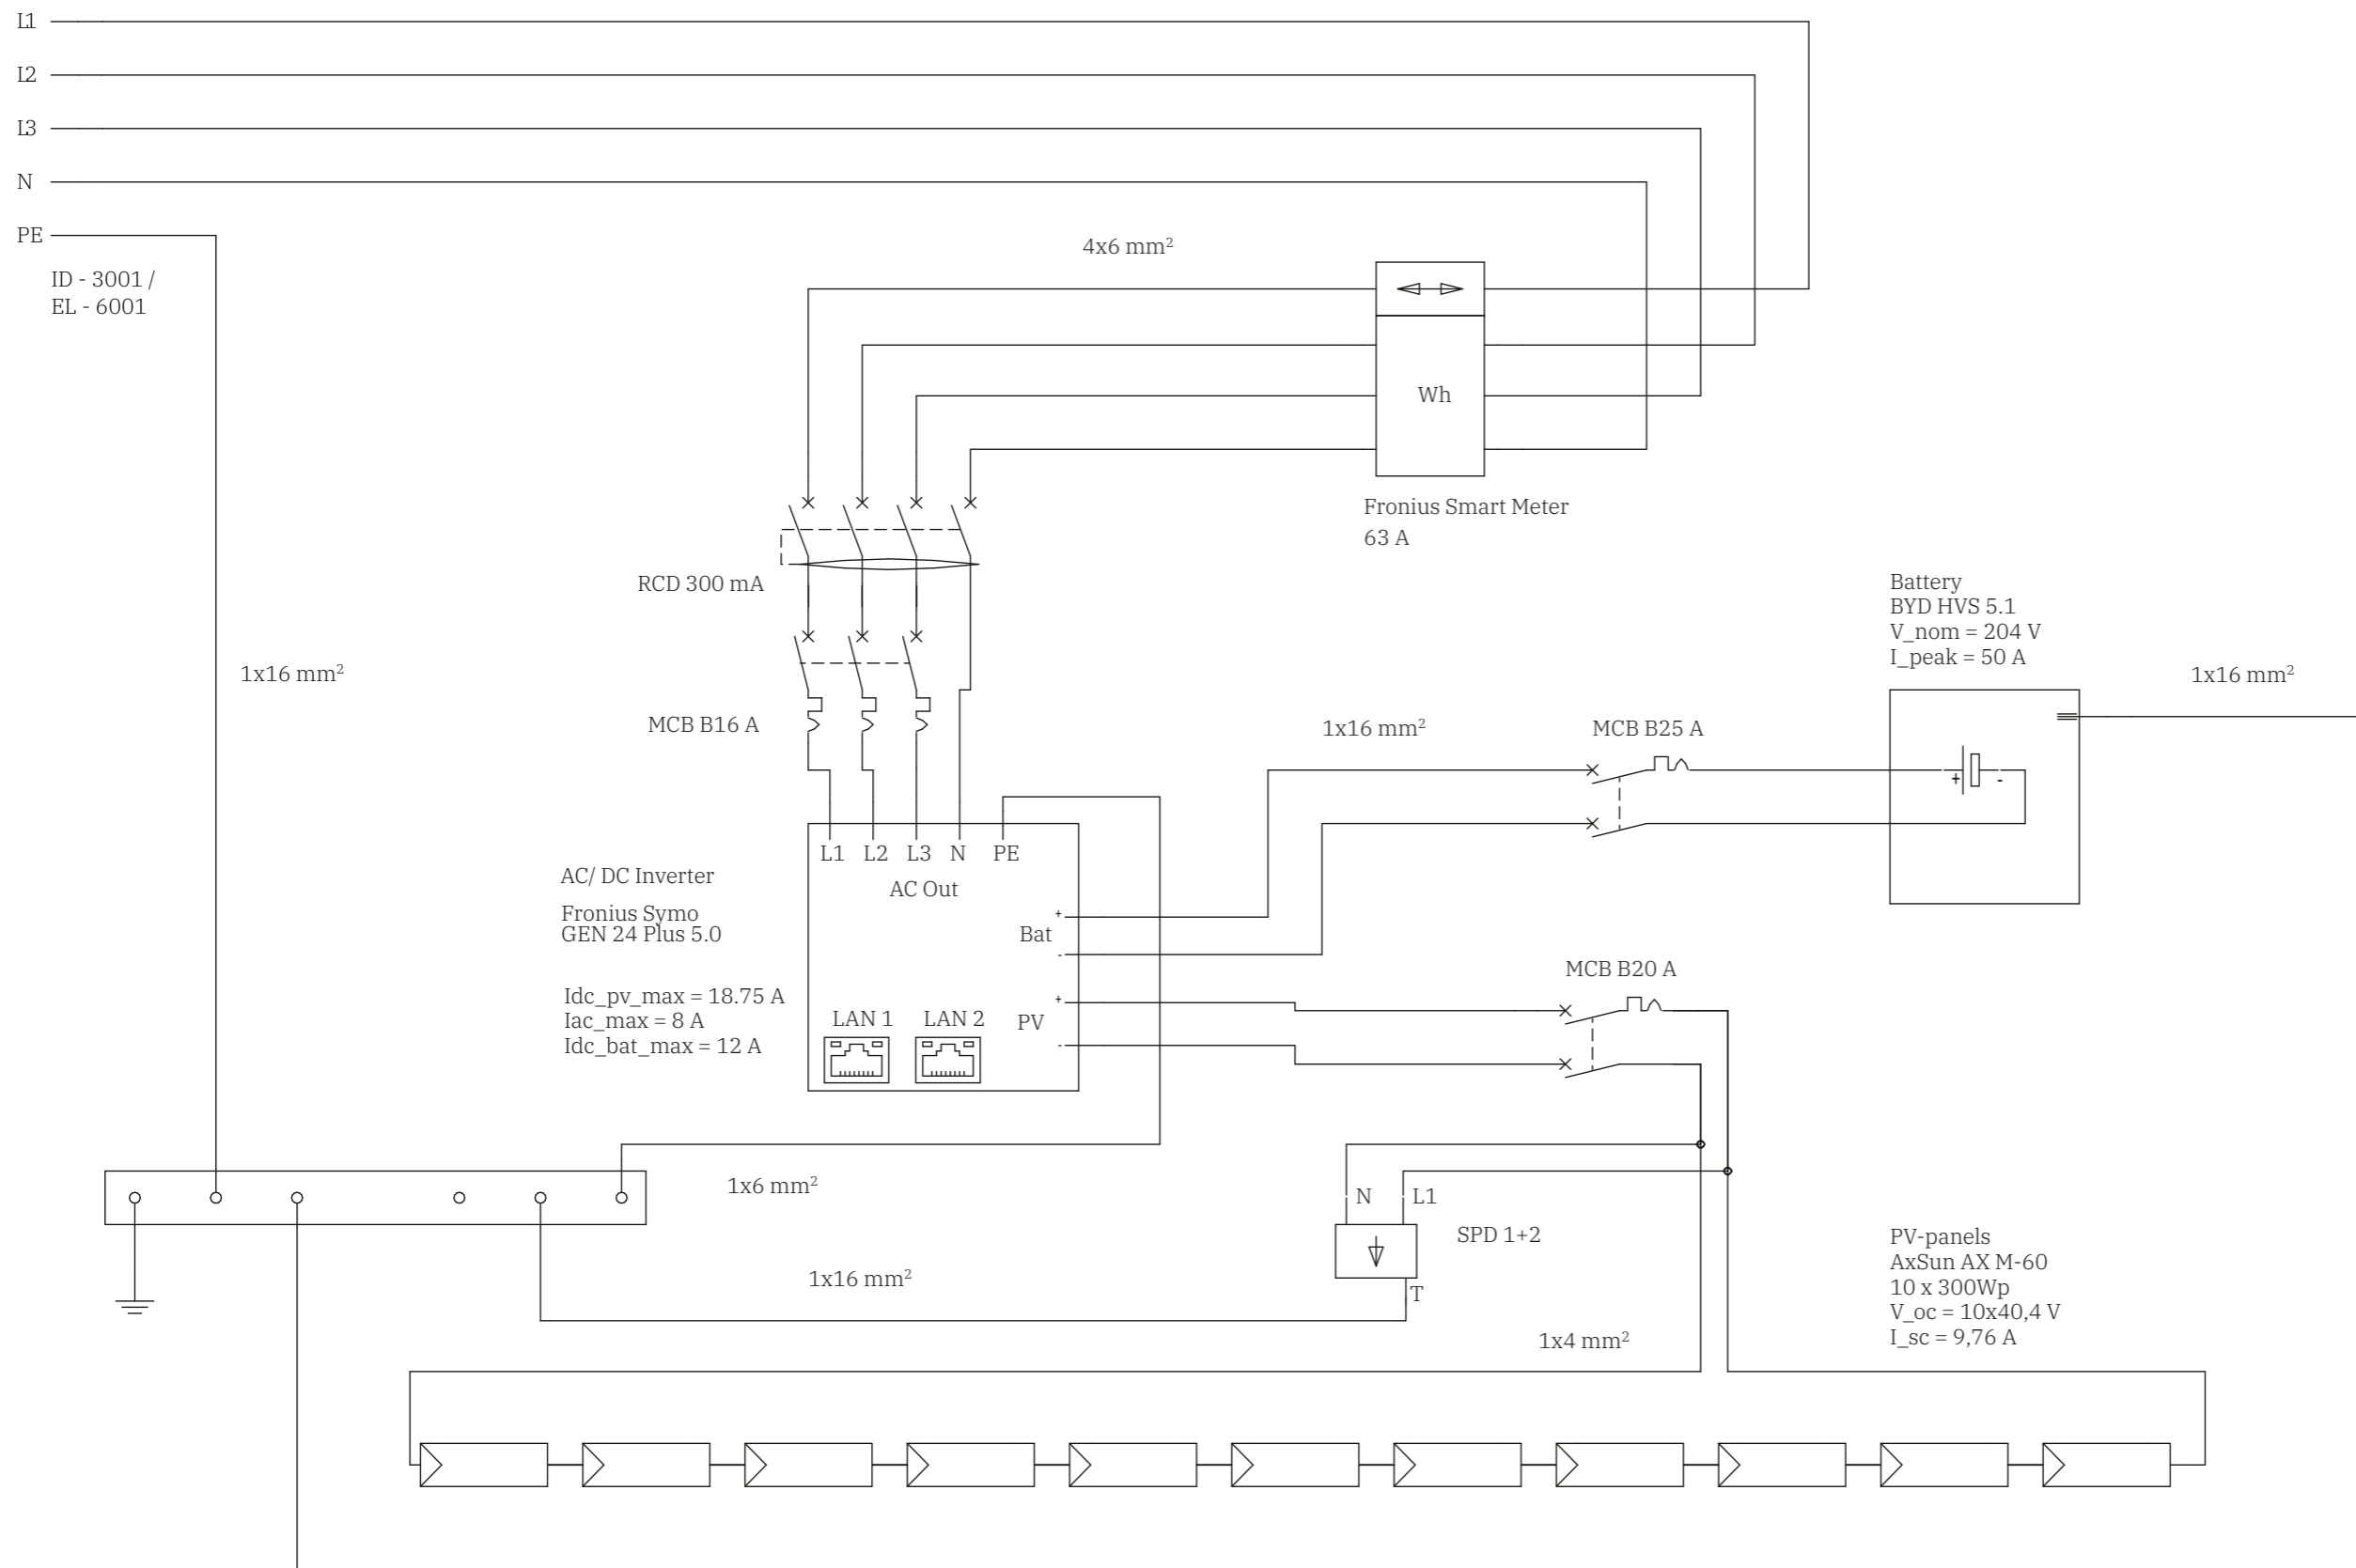 L1
L2
L3
N
PE
ID - 3001 /
EL - 6001
4x6 mm²
Wh
Fronius Smart Meter
63 A
RCD 300 mA
Battery
BYD HVS 5.1
V_nom = 204 V
I_peak = 50 A
1x16 mm²
1x16 mm²
MCB B16 A
1x16 mm²
MCB B25 A
+
-
L1 L2 L3 N PE
AC Out
AC/ DC Inverter
Fronius Symo
GEN 24 Plus 5.0
+
Bat
-
MCB B20 A
Idc_pv_max = 18.75 A
Iac_max = 8 A
Idc_bat_max = 12 A
LAN 1 LAN 2
+
PV
-
1x6 mm²
N L1
SPD 1+2
T
1x16 mm²
PV-panels
AxSun AX M-60
10 x 300Wp
V_oc = 10x40,4 V
I_sc = 9,76 A
1x4 mm²